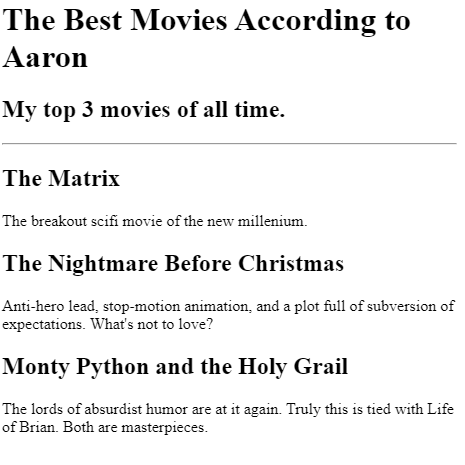 The Best Movies According to
Aaron
My top 3 movies of all time.
The Matrix
The breakout scifi movie of the new millenium.
The Nightmare Before Christmas
Anti-hero lead, stop-motion animation, and a plot full of subversion of
expectations. What's not to love?
Monty Python and the Holy Grail
The lords of absurdist humor are at it again. Truly this is tied with Life
of Brian. Both are masterpieces.